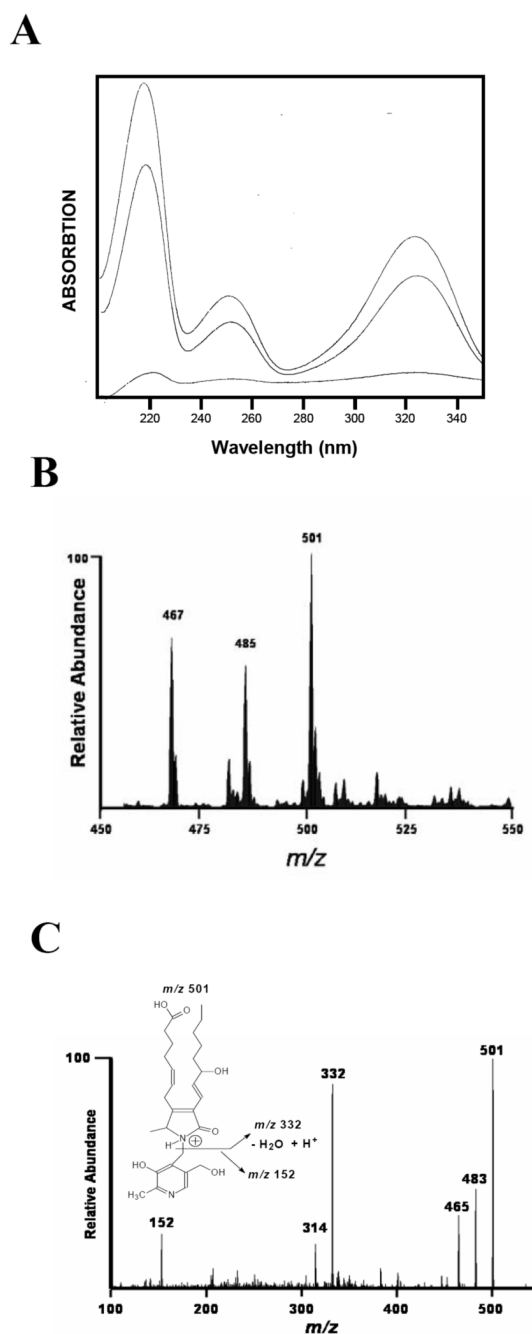 A
ABSORBTION
220 240 260 280 300 320 340
Wavelength (nm)
B
501
100
467
485
Relative Abundance
450 475 500 525 550
m/z
C
m/z 501
HO
O
OH
100
501
332
O
H N +
m/z 332
- H₂O + H⁺
HO
OH
m/z 152
H₃C N
483
465
152
314
Relative Abundance
100 200 300 400 500
m/z